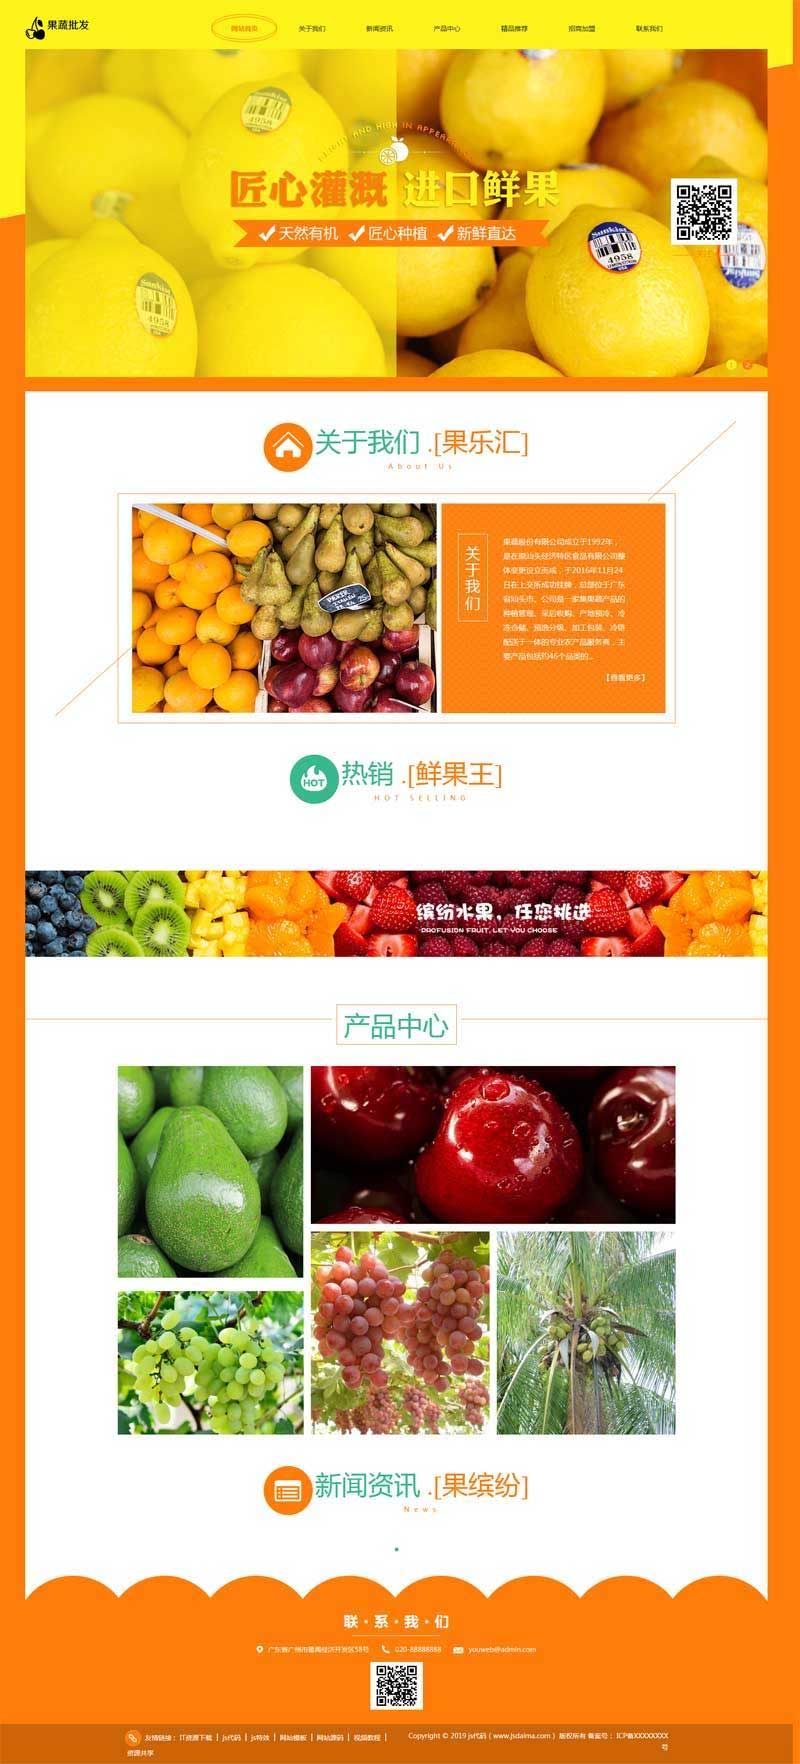 果蔬批发
网站首页 关于我们 新闻资讯 产品中心 精品推荐 招商加盟 联系我们
匠心灌溉 进口鲜果
天然有机 匠心种植 新鲜直达
Sunkist
4958
Sunkist
4958
USA
1 2
关于我们 .[果乐汇]
About Us
关于我们
果蔬股份有限公司成立于1992年，
是在原汕头经济特区食品有限公司整
体变更设立而成，于2016年11月24
日在上交所成功挂牌，总部位于广东
省汕头市。公司是一家集果蔬产品的
种植管理、采后收购、产地预冷、冷
冻仓储、预选分级、加工包装、冷链
配送于一体的专业农产品服务商，主
要产品包括约46个品类的...
【查看更多】
HOT
热销 .[鲜果王]
HOT SELLING
缤纷水果，任您挑选
PROFUSION FRUIT, LET YOU CHOOSE
产品中心
新闻资讯 .[果缤纷]
News
联·系·我·们
广东省广州市番禺经济开发区58号 020-88888888 youweb@admin.com
友情链接： IT资源下载 | js代码 | js特效 | 网站模板 | 网站源码 | 视频教程 |
资源共享
Copyright © 2019 js代码 ( www.jsdaima.com ) 版权所有 备案号： ICP备XXXXXXXX
号